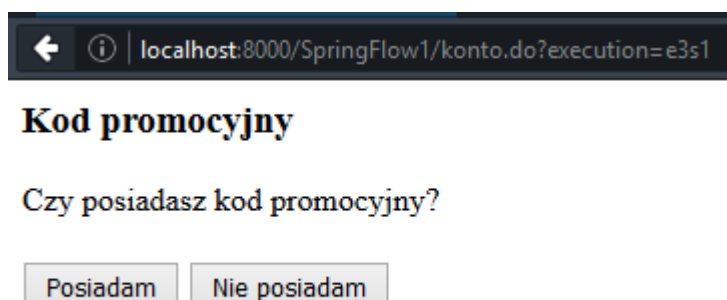 localhost:8000/SpringFlow1/konto.do?execution=e3s1
Kod promocyjny
Czy posiadasz kod promocyjny?
Posiadam Nie posiadam